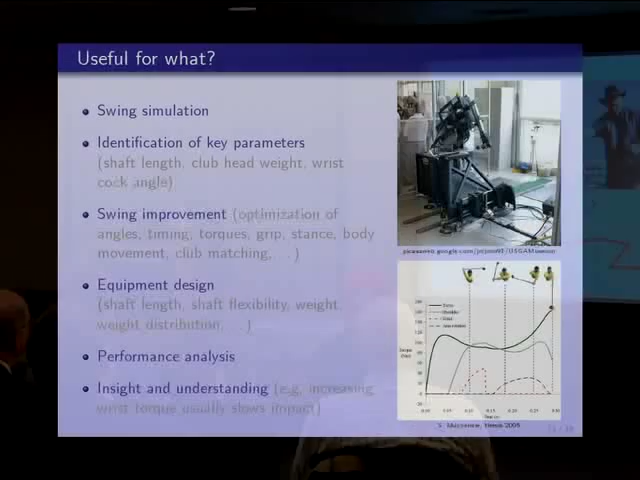 Useful for what?
Swing simulation
Identification of key parameters
(shaft length, club head weight, wrist
cock angle)
Swing improvement (optimization of
angles, timing, torques, grip, stance, body
movement, club matching, ...)
Equipment design
(shaft length, shaft flexibility, weight,
weight distribution, ...)
Performance analysis
Insight and understanding (e.g. increasing
wrist torque usually slows impact)